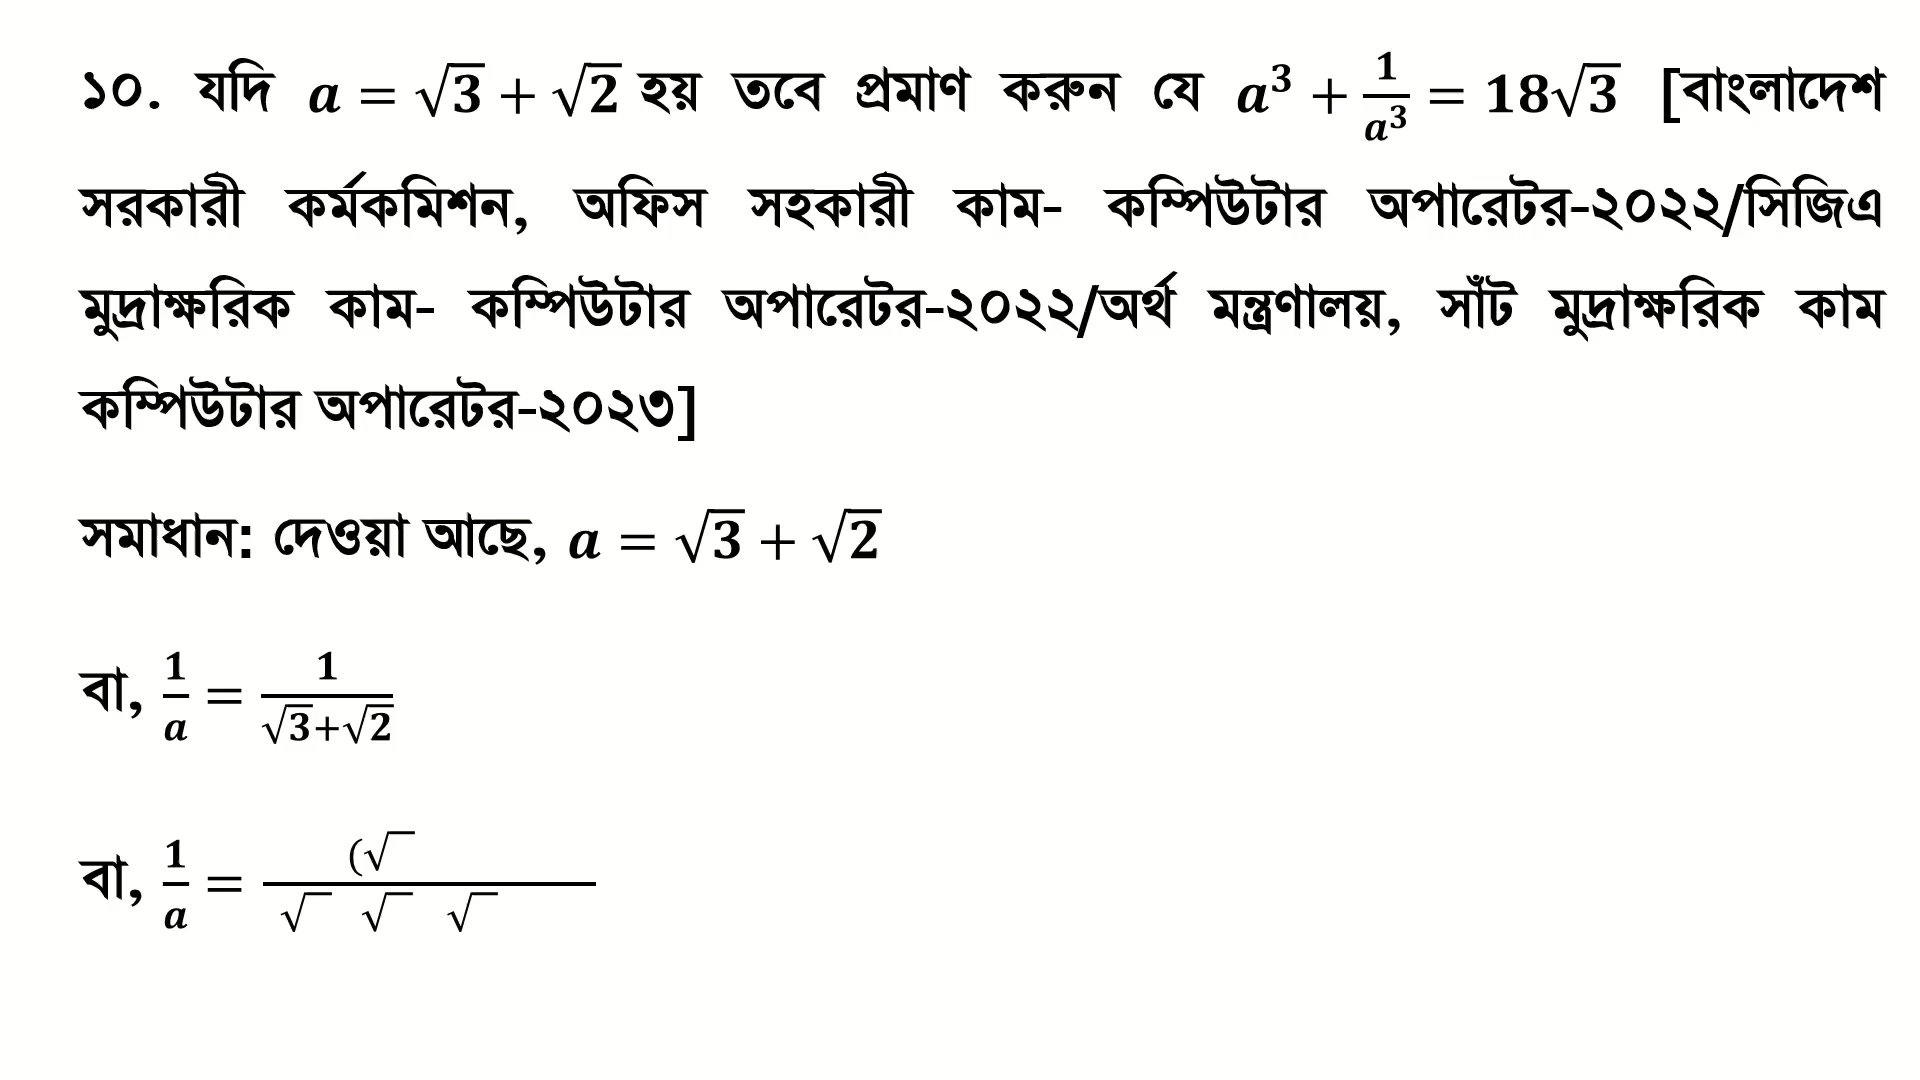 ১০. যদি a = √3 + √2 হয় তবে প্রমাণ করুন যে a³ + 1/a³ = 18√3 [বাংলাদেশ
সরকারী কর্মকমিশন, অফিস সহকারী কাম- কম্পিউটার অপারেটর-২০২২/সিজিএ
মুদ্রাক্ষরিক কাম- কম্পিউটার অপারেটর-২০২২/অর্থ মন্ত্রণালয়, সাঁট মুদ্রাক্ষরিক কাম
কম্পিউটার অপারেটর-২০২৩]
সমাধান: দেওয়া আছে, a = √3 + √2
বা, 1/a = 1/(√3+√2)
বা, 1/a = (√ / √ √ √